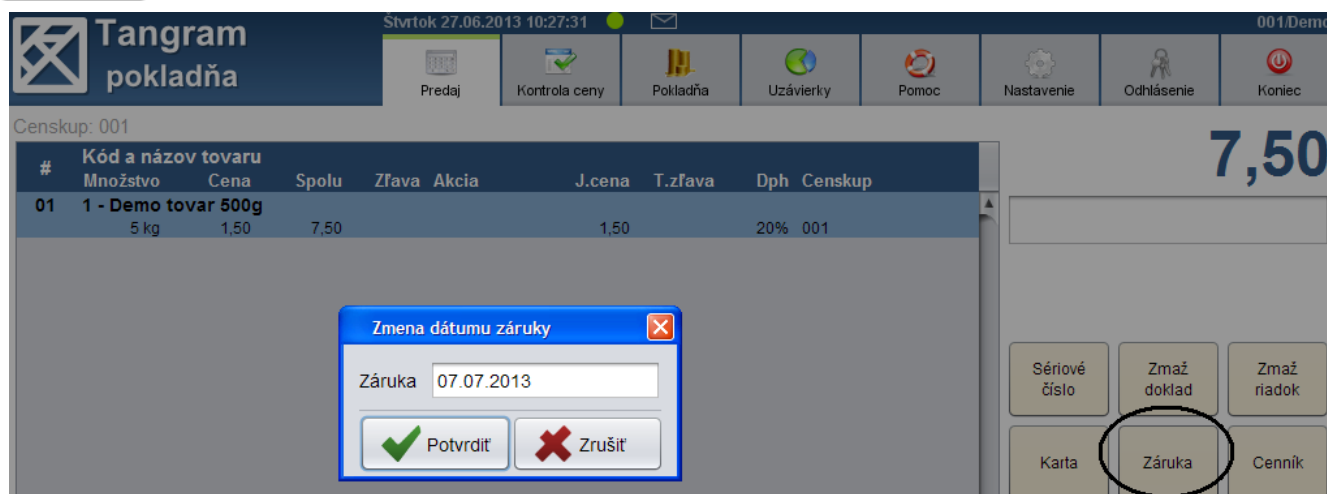 Tangram
pokladňa
Štvrtok 27.06.2013 10:27:31
001/Demo
Predaj
Kontrola ceny
Pokladňa
Uzávierky
Pomoc
Nastavenie
Odhlásenie
Koniec
Censkup: 001
7,50
# Kód a názov tovaru
Množstvo Cena Spolu Zľava Akcia J.cena T.zľava Dph Censkup
01 1 - Demo tovar 500g
5 kg 1,50 7,50 1,50 20% 001
Zmena dátumu záruky
Záruka 07.07.2013
Potvrdiť
Zrušiť
Sériové
číslo
Zmaž
doklad
Zmaž
riadok
Karta
Záruka
Cenník